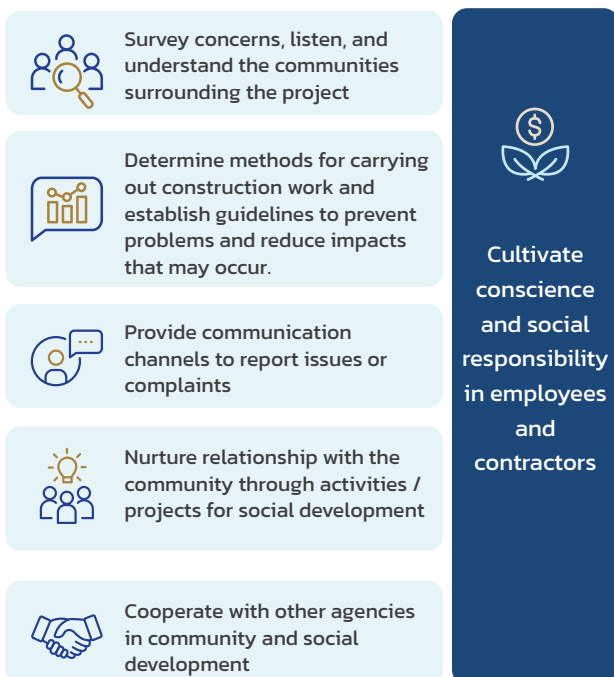 Survey concerns, listen, and
understand the communities
surrounding the project
Determine methods for carrying
out construction work and
establish guidelines to prevent
problems and reduce impacts
that may occur.
Provide communication
channels to report issues or
complaints
Nurture relationship with the
community through activities /
projects for social development
Cooperate with other agencies
in community and social
development
$
Cultivate
conscience
and social
responsibility
in employees
and
contractors